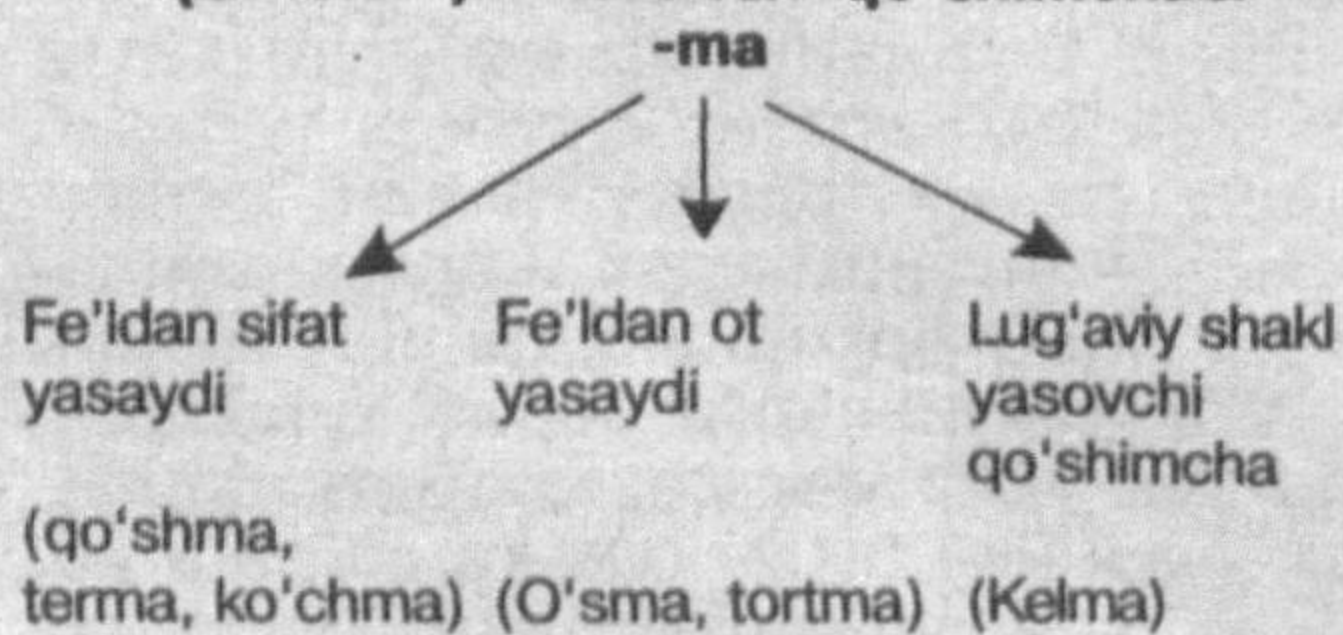 -ma
Fe'ldan sifat
yasaydi
(qo‘shma,
terma, ko'chma)
Fe'ldan ot
yasaydi
(O'sma, tortma)
Lug'aviy shakl
yasovchi
qo'shimcha
(Kelma)